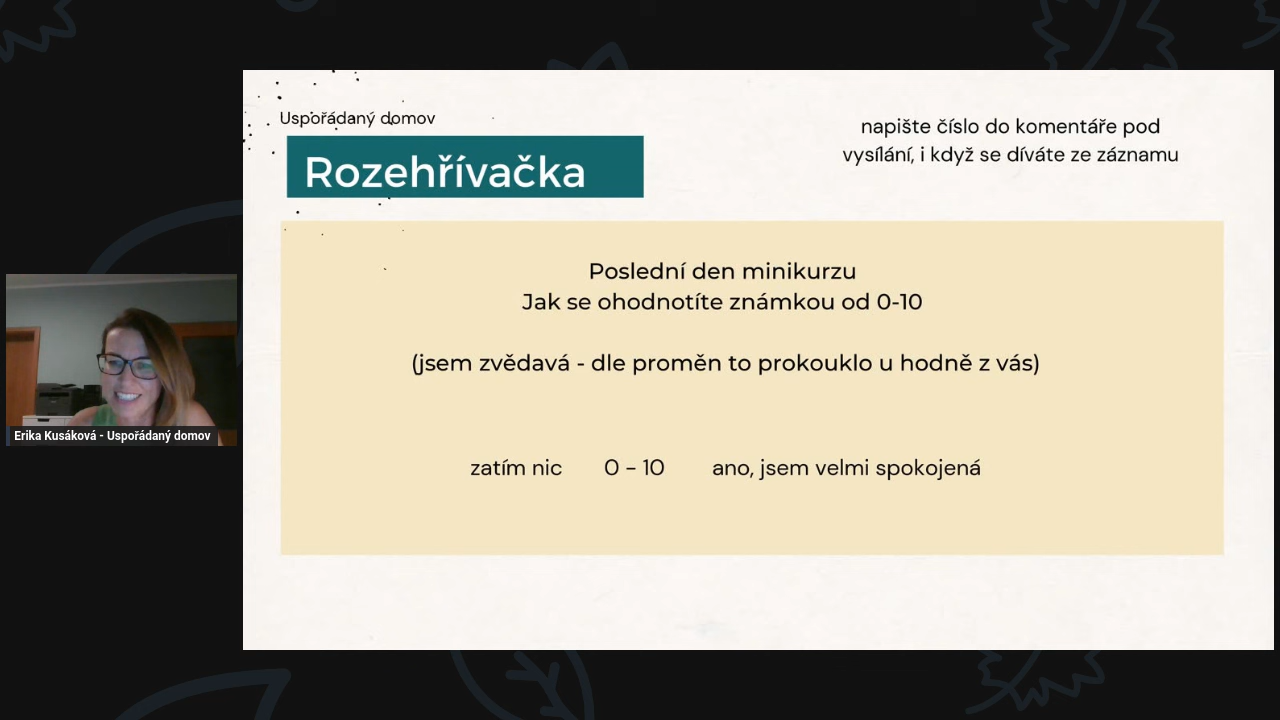 Uspořádaný domov
Rozehřívačka
napište číslo do komentáře pod
vysílání, i když se díváte ze záznamu
Poslední den minikurzu
Jak se ohodnotíte známkou od 0-10
(jsem zvědavá - dle proměn to prokouklo u hodně z vás)
zatím nic 0 – 10 ano, jsem velmi spokojená
Erika Kusáková - Uspořádaný domov